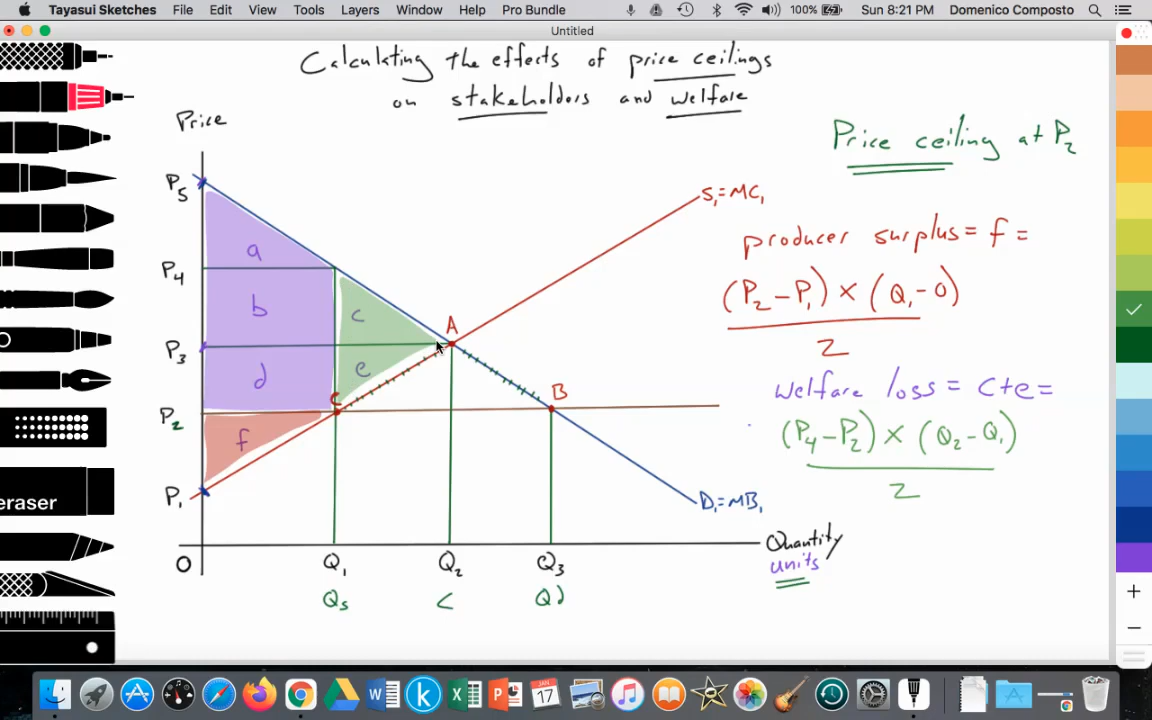 Tayasui Sketches File Edit View Tools Layers Window Help Pro Bundle 100% Sun 8:21 PM Domenico Composto
Untitled
Calculating the effects of price ceilings
on stakeholders and welfare
Price
Price ceiling at P2
P5
S1=MC1
a
producer surplus = f =
P4
(P2-P1) × (Q1-0)
b
c
A
2
P3
d
e
welfare loss = c+e =
C
B
P2
(P4-P2) × (Q2-Q1)
f
2
P1
D1=MB1
Quantity
units
0 Q1 Q2 Q3
Qs < QD
eraser
W k X P JAN 17